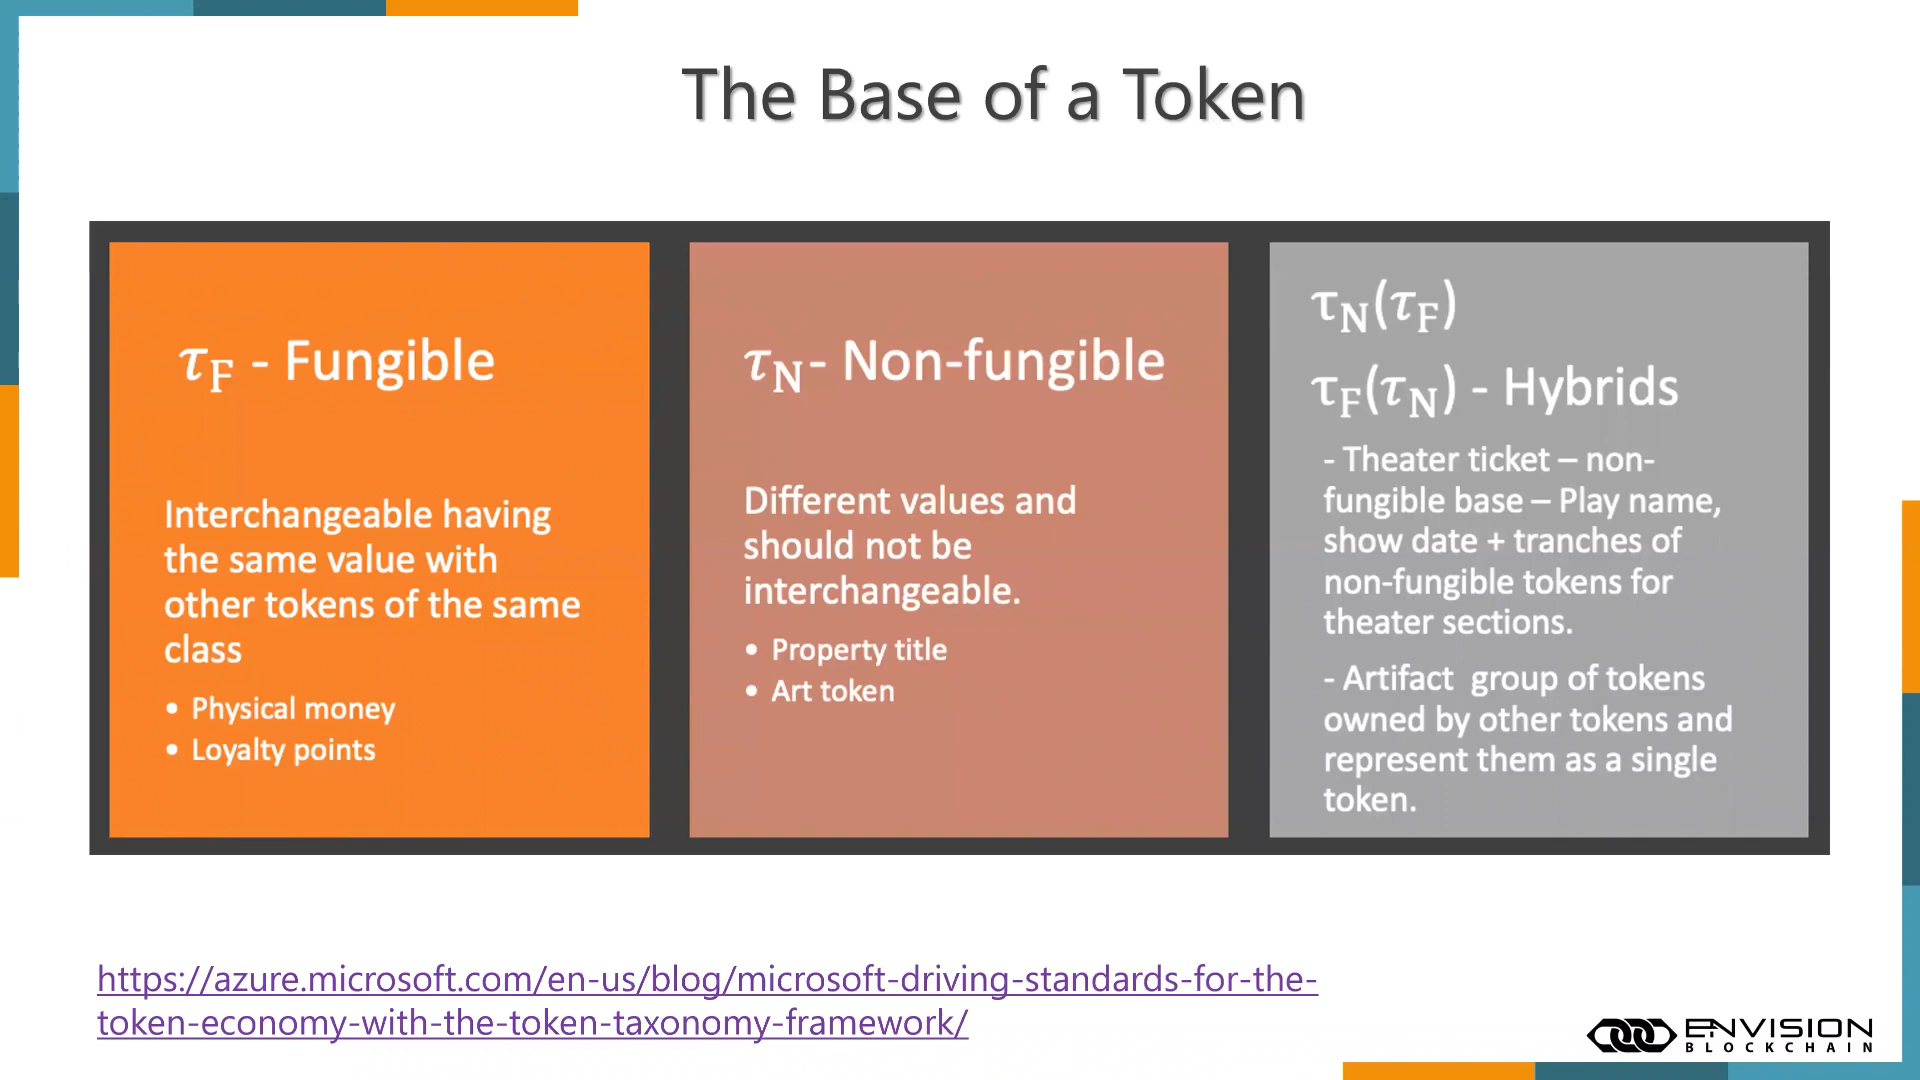 The Base of a Token
τF - Fungible
Interchangeable having
the same value with
other tokens of the same
class
• Physical money
• Loyalty points
τN- Non-fungible
Different values and
should not be
interchangeable.
• Property title
• Art token
τN(τF)
τF(τN) - Hybrids
- Theater ticket – non-
fungible base – Play name,
show date + tranches of
non-fungible tokens for
theater sections.
- Artifact  group of tokens
owned by other tokens and
represent them as a single
token.
https://azure.microsoft.com/en-us/blog/microsoft-driving-standards-for-the-
token-economy-with-the-token-taxonomy-framework/
ENVISION
BLOCKCHAIN